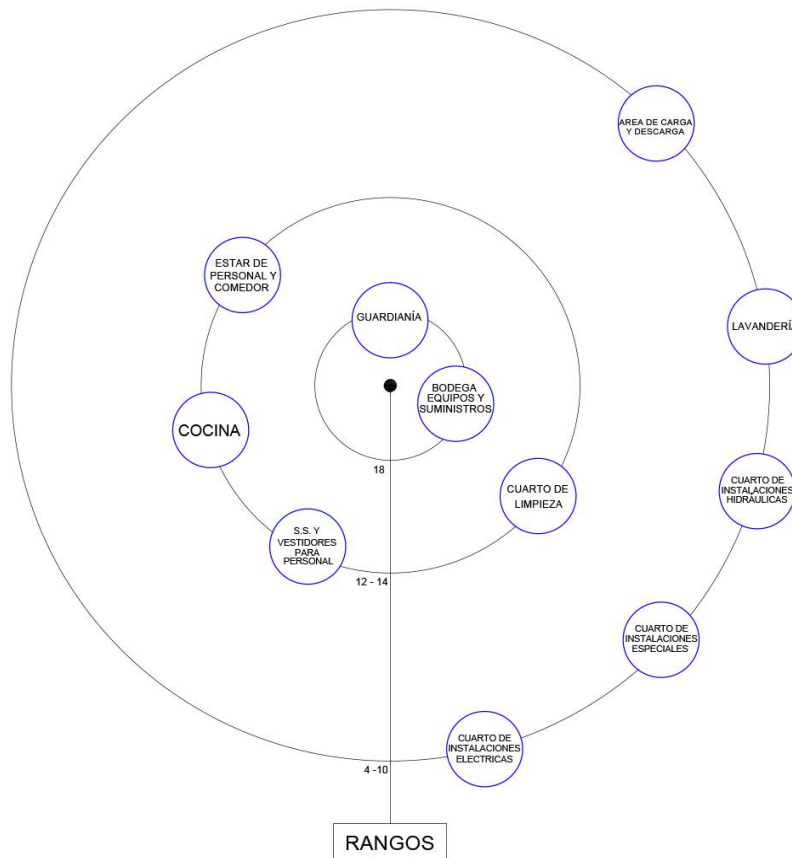 AREA DE CARGA
Y DESCARGA
ESTAR DE
PERSONAL Y
COMEDOR
GUARDIANÍA
LAVANDERÍ
BODEGA
EQUIPOS Y
SUMINISTROS
COCINA
18
CUARTO DE
LIMPIEZA
CUARTO DE
INSTALACIONES
HIDRÁULICAS
S.S. Y
VESTIDORES
PARA
PERSONAL
12 - 14
CUARTO DE
INSTALACIONES
ESPECIALES
CUARTO DE
INSTALACIONES
ELECTRICAS
4 -10
RANGOS